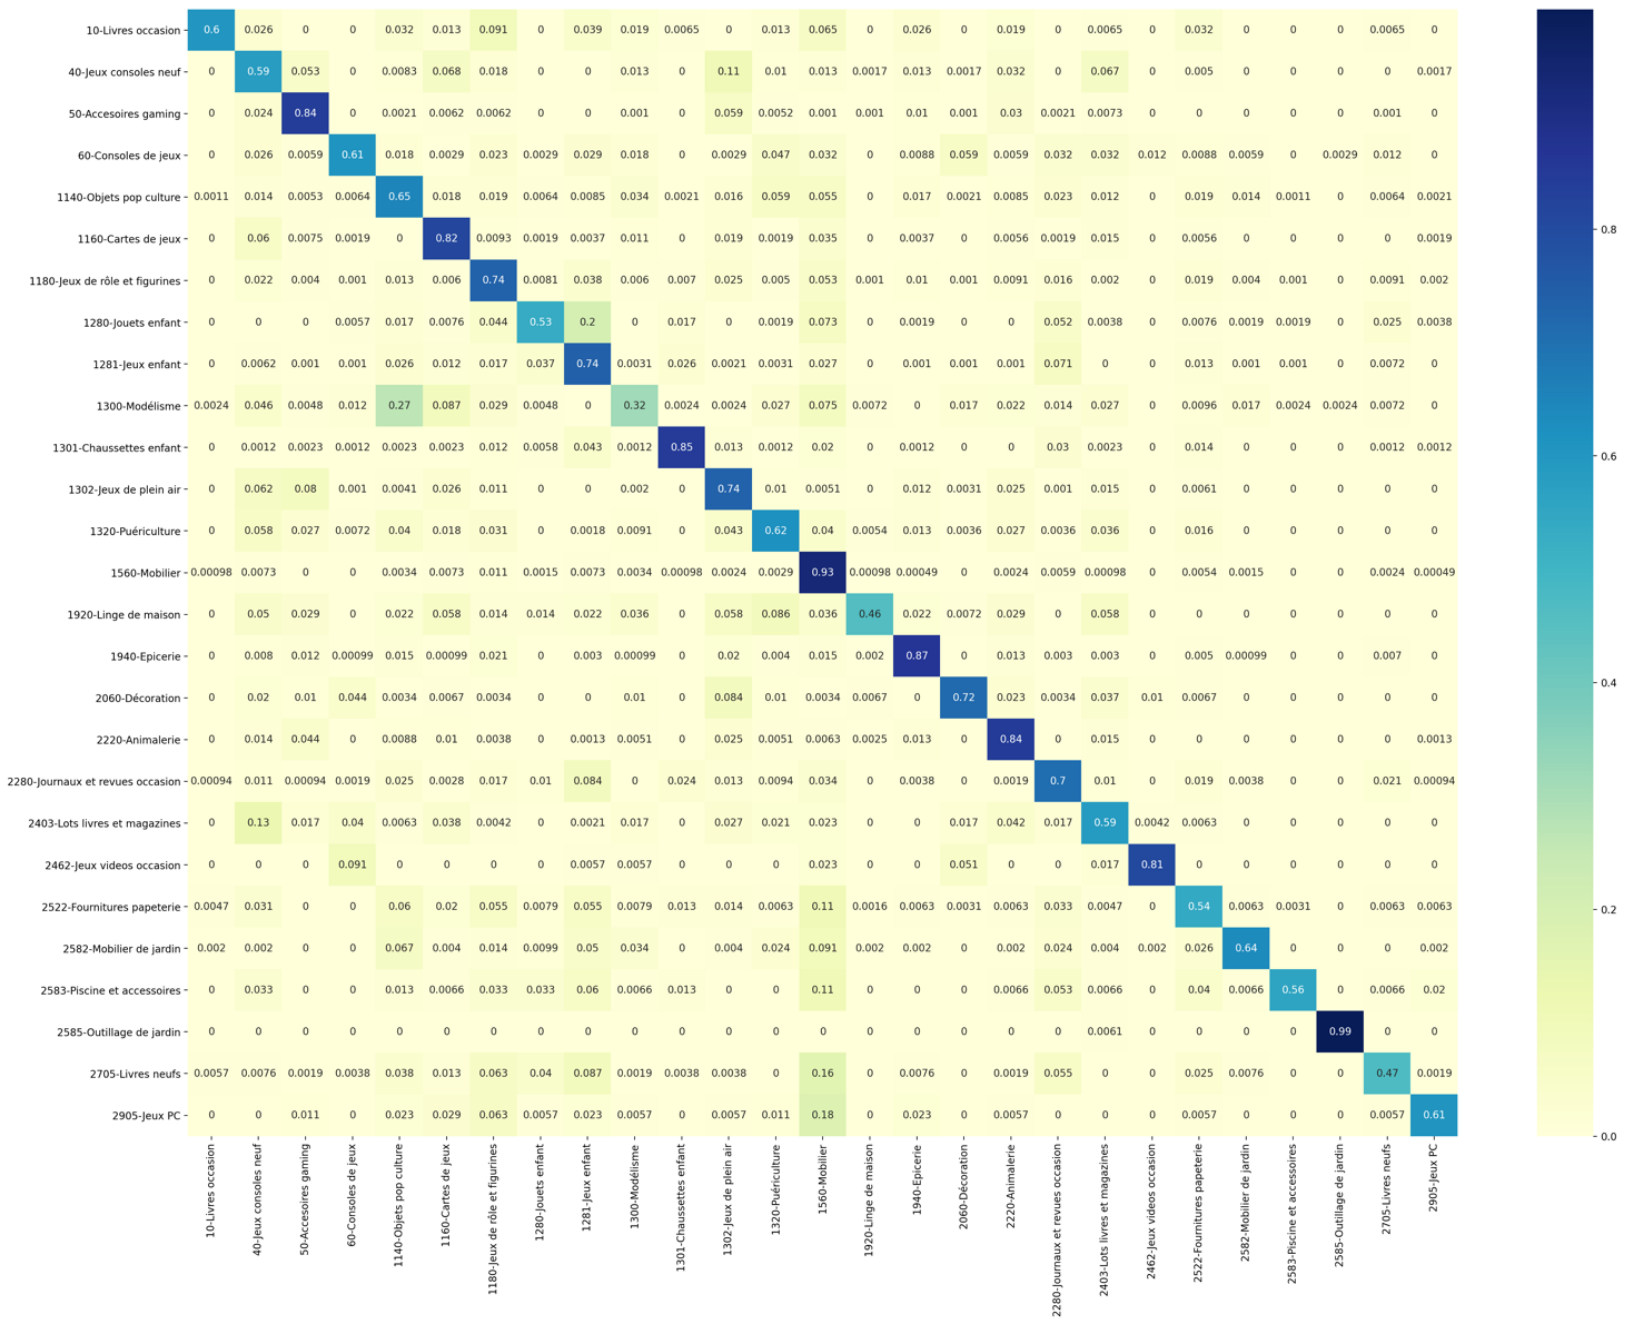 10-Livres occasion 0.6 0.026 0 0 0.032 0.013 0.091 0 0.039 0.019 0.0065 0 0.013 0.065 0 0.026 0 0.019 0 0.0065 0 0.032 0 0 0 0.0065 0
40-Jeux consoles neuf 0 0.59 0.053 0 0.0083 0.068 0.018 0 0 0.013 0 0.11 0.01 0.013 0.0017 0.013 0.0017 0.032 0 0.067 0 0.005 0 0 0 0 0.0017
50-Accesoires gaming 0 0.024 0.84 0 0.0021 0.0062 0.0062 0 0 0.001 0 0.059 0.0052 0.001 0.001 0.01 0.001 0.03 0.0021 0.0073 0 0 0 0 0 0.001 0
60-Consoles de jeux 0 0.026 0.0059 0.61 0.018 0.0029 0.023 0.0029 0.029 0.018 0 0.0029 0.047 0.032 0 0.0088 0.059 0.0059 0.032 0.032 0.012 0.0088 0.0059 0 0.0029 0.012 0
1140-Objets pop culture 0.0011 0.014 0.0053 0.0064 0.65 0.018 0.019 0.0064 0.0085 0.034 0.0021 0.016 0.059 0.055 0 0.017 0.0021 0.0085 0.023 0.012 0 0.019 0.014 0.0011 0 0.0064 0.0021
1160-Cartes de jeux 0 0.06 0.0075 0.0019 0 0.82 0.0093 0.0019 0.0037 0.011 0 0.019 0.0019 0.035 0 0.0037 0 0.0056 0.0019 0.015 0 0.0056 0 0 0 0 0.0019
1180-Jeux de rôle et figurines 0 0.022 0.004 0.001 0.013 0.006 0.74 0.0081 0.038 0.006 0.007 0.025 0.005 0.053 0.001 0.01 0.001 0.0091 0.016 0.002 0 0.019 0.004 0.001 0 0.0091 0.002
1280-Jouets enfant 0 0 0 0.0057 0.017 0.0076 0.044 0.53 0.2 0 0.017 0 0.0019 0.073 0 0.0019 0 0 0.052 0.0038 0 0.0076 0.0019 0.0019 0 0.025 0.0038
1281-Jeux enfant 0 0.0062 0.001 0.001 0.026 0.012 0.017 0.037 0.74 0.0031 0.026 0.0021 0.0031 0.027 0 0.001 0.001 0.001 0.071 0 0 0.013 0.001 0.001 0 0.0072 0
1300-Modélisme 0.0024 0.046 0.0048 0.012 0.27 0.087 0.029 0.0048 0 0.32 0.0024 0.0024 0.027 0.075 0.0072 0 0.017 0.022 0.014 0.027 0 0.0096 0.017 0.0024 0.0024 0.0072 0
1301-Chaussettes enfant 0 0.0012 0.0023 0.0012 0.0023 0.0023 0.012 0.0058 0.043 0.0012 0.85 0.013 0.0012 0.02 0 0.0012 0 0 0.03 0.0023 0 0.014 0 0 0 0.0012 0.0012
1302-Jeux de plein air 0 0.062 0.08 0.001 0.0041 0.026 0.011 0 0 0.002 0 0.74 0.01 0.0051 0 0.012 0.0031 0.025 0.001 0.015 0 0.0061 0 0 0 0 0
1320-Puériculture 0 0.058 0.027 0.0072 0.04 0.018 0.031 0 0.0018 0.0091 0 0.043 0.62 0.04 0.0054 0.013 0.0036 0.027 0.0036 0.036 0 0.016 0 0 0 0 0
1560-Mobilier 0.00098 0.0073 0 0 0.0034 0.0073 0.011 0.0015 0.0073 0.0034 0.00098 0.0024 0.0029 0.93 0.00098 0.00049 0 0.0024 0.0059 0.00098 0 0.0054 0.0015 0 0 0.0024 0.00049
1920-Linge de maison 0 0.05 0.029 0 0.022 0.058 0.014 0.014 0.022 0.036 0 0.058 0.086 0.036 0.46 0.022 0.0072 0.029 0 0.058 0 0 0 0 0 0 0
1940-Epicerie 0 0.008 0.012 0.00099 0.015 0.00099 0.021 0 0.003 0.00099 0 0.02 0.004 0.015 0.002 0.87 0 0.013 0.003 0.003 0 0.005 0.00099 0 0 0.007 0
2060-Décoration 0 0.02 0.01 0.044 0.0034 0.0067 0.0034 0 0 0.01 0 0.084 0.01 0.0034 0.0067 0 0.72 0.023 0.0034 0.037 0.01 0.0067 0 0 0 0 0
2220-Animalerie 0 0.014 0.044 0 0.0088 0.01 0.0038 0 0.0013 0.0051 0 0.025 0.0051 0.0063 0.0025 0.013 0 0.84 0 0.015 0 0 0 0 0 0 0.0013
2280-Journaux et revues occasion 0.00094 0.011 0.00094 0.0019 0.025 0.0028 0.017 0.01 0.084 0 0.024 0.013 0.0094 0.034 0 0.0038 0 0.0019 0.7 0.01 0 0.019 0.0038 0 0 0.021 0.00094
2403-Lots livres et magazines 0 0.13 0.017 0.04 0.0063 0.038 0.0042 0 0.0021 0.017 0 0.027 0.021 0.023 0 0 0.017 0.042 0.017 0.59 0.0042 0.0063 0 0 0 0 0
2462-Jeux videos occasion 0 0 0 0.091 0 0 0 0 0.0057 0.0057 0 0 0 0.023 0 0 0.051 0 0 0.017 0.81 0 0 0 0 0 0
2522-Fournitures papeterie 0.0047 0.031 0 0 0.06 0.02 0.055 0.0079 0.055 0.0079 0.013 0.014 0.0063 0.11 0.0016 0.0063 0.0031 0.0063 0.033 0.0047 0 0.54 0.0063 0.0031 0 0.0063 0.0063
2582-Mobilier de jardin 0.002 0.002 0 0 0.067 0.004 0.014 0.0099 0.05 0.034 0 0.004 0.024 0.091 0.002 0.002 0 0.002 0.024 0.004 0.002 0.026 0.64 0 0 0 0.002
2583-Piscine et accessoires 0 0.033 0 0 0.013 0.0066 0.033 0.033 0.06 0.0066 0.013 0 0 0.11 0 0 0 0.0066 0.053 0.0066 0 0.04 0.0066 0.56 0 0.0066 0.02
2585-Outillage de jardin 0 0 0 0 0 0 0 0 0 0 0 0 0 0 0 0 0 0 0 0.0061 0 0 0 0 0.99 0 0
2705-Livres neufs 0.0057 0.0076 0.0019 0.0038 0.038 0.013 0.063 0.04 0.087 0.0019 0.0038 0.0038 0 0.16 0 0.0076 0 0.0019 0.055 0 0 0.025 0.0076 0 0 0.47 0.0019
2905-Jeux PC 0 0 0.011 0 0.023 0.029 0.063 0.0057 0.023 0.0057 0 0.0057 0.011 0.18 0 0.023 0 0.0057 0 0 0 0.0057 0 0 0 0.0057 0.61
10-Livres occasion
40-Jeux consoles neuf
50-Accesoires gaming
60-Consoles de jeux
1140-Objets pop culture
1160-Cartes de jeux
1180-Jeux de rôle et figurines
1280-Jouets enfant
1281-Jeux enfant
1300-Modélisme
1301-Chaussettes enfant
1302-Jeux de plein air
1320-Puériculture
1560-Mobilier
1920-Linge de maison
1940-Epicerie
2060-Décoration
2220-Animalerie
2280-Journaux et revues occasion
2403-Lots livres et magazines
2462-Jeux videos occasion
2522-Fournitures papeterie
2582-Mobilier de jardin
2583-Piscine et accessoires
2585-Outillage de jardin
2705-Livres neufs
2905-Jeux PC
0.8
0.6
0.4
0.2
0.0